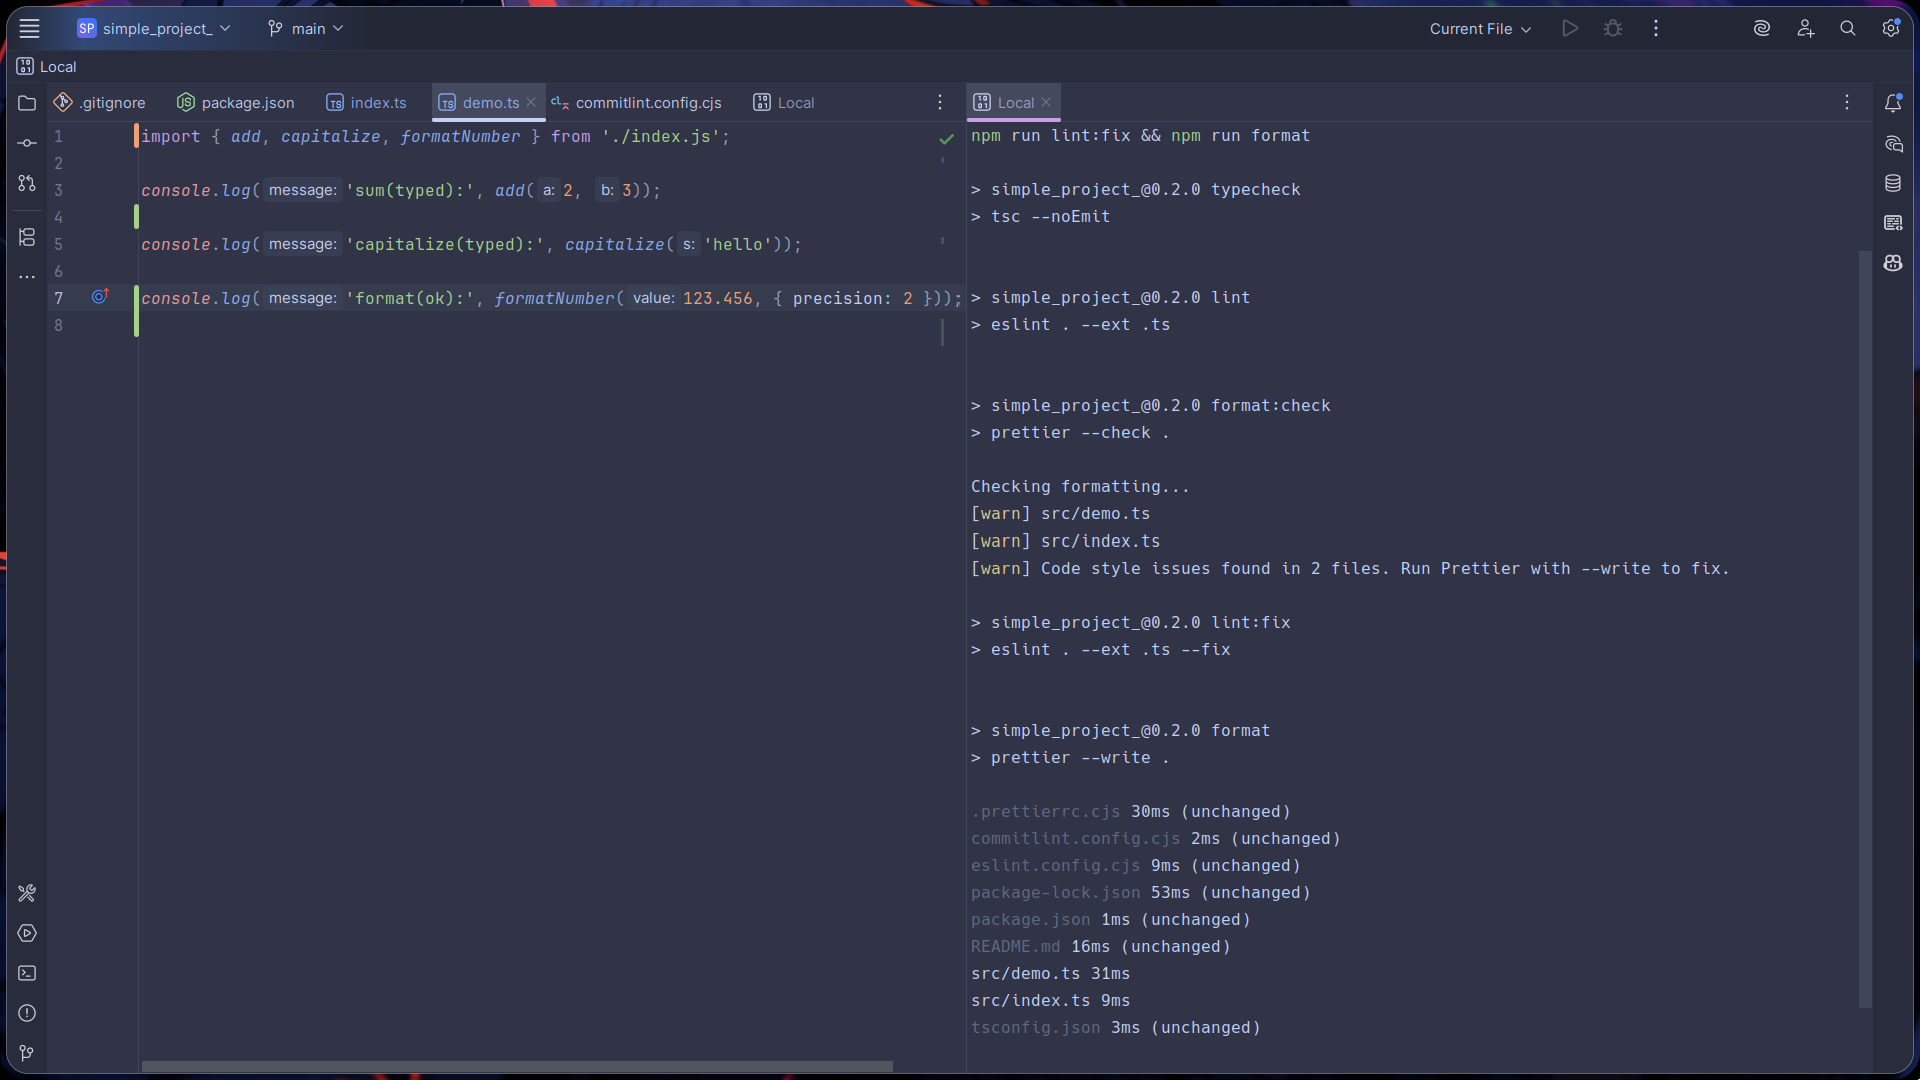 SP simple_project_ main Current File
Local
.gitignore package.json index.ts demo.ts commitlint.config.cjs Local
1 import { add, capitalize, formatNumber } from './index.js';
2
3 console.log( message: 'sum(typed):', add( a: 2, b: 3));
4
5 console.log( message: 'capitalize(typed):', capitalize( s: 'hello'));
6
7 console.log( message: 'format(ok):', formatNumber( value: 123.456, { precision: 2 }));
8
Local
npm run lint:fix && npm run format
> simple_project_@0.2.0 typecheck
> tsc --noEmit
> simple_project_@0.2.0 lint
> eslint . --ext .ts
> simple_project_@0.2.0 format:check
> prettier --check .
Checking formatting...
[warn] src/demo.ts
[warn] src/index.ts
[warn] Code style issues found in 2 files. Run Prettier with --write to fix.
> simple_project_@0.2.0 lint:fix
> eslint . --ext .ts --fix
> simple_project_@0.2.0 format
> prettier --write .
.prettierrc.cjs 30ms (unchanged)
commitlint.config.cjs 2ms (unchanged)
eslint.config.cjs 9ms (unchanged)
package-lock.json 53ms (unchanged)
package.json 1ms (unchanged)
README.md 16ms (unchanged)
src/demo.ts 31ms
src/index.ts 9ms
tsconfig.json 3ms (unchanged)